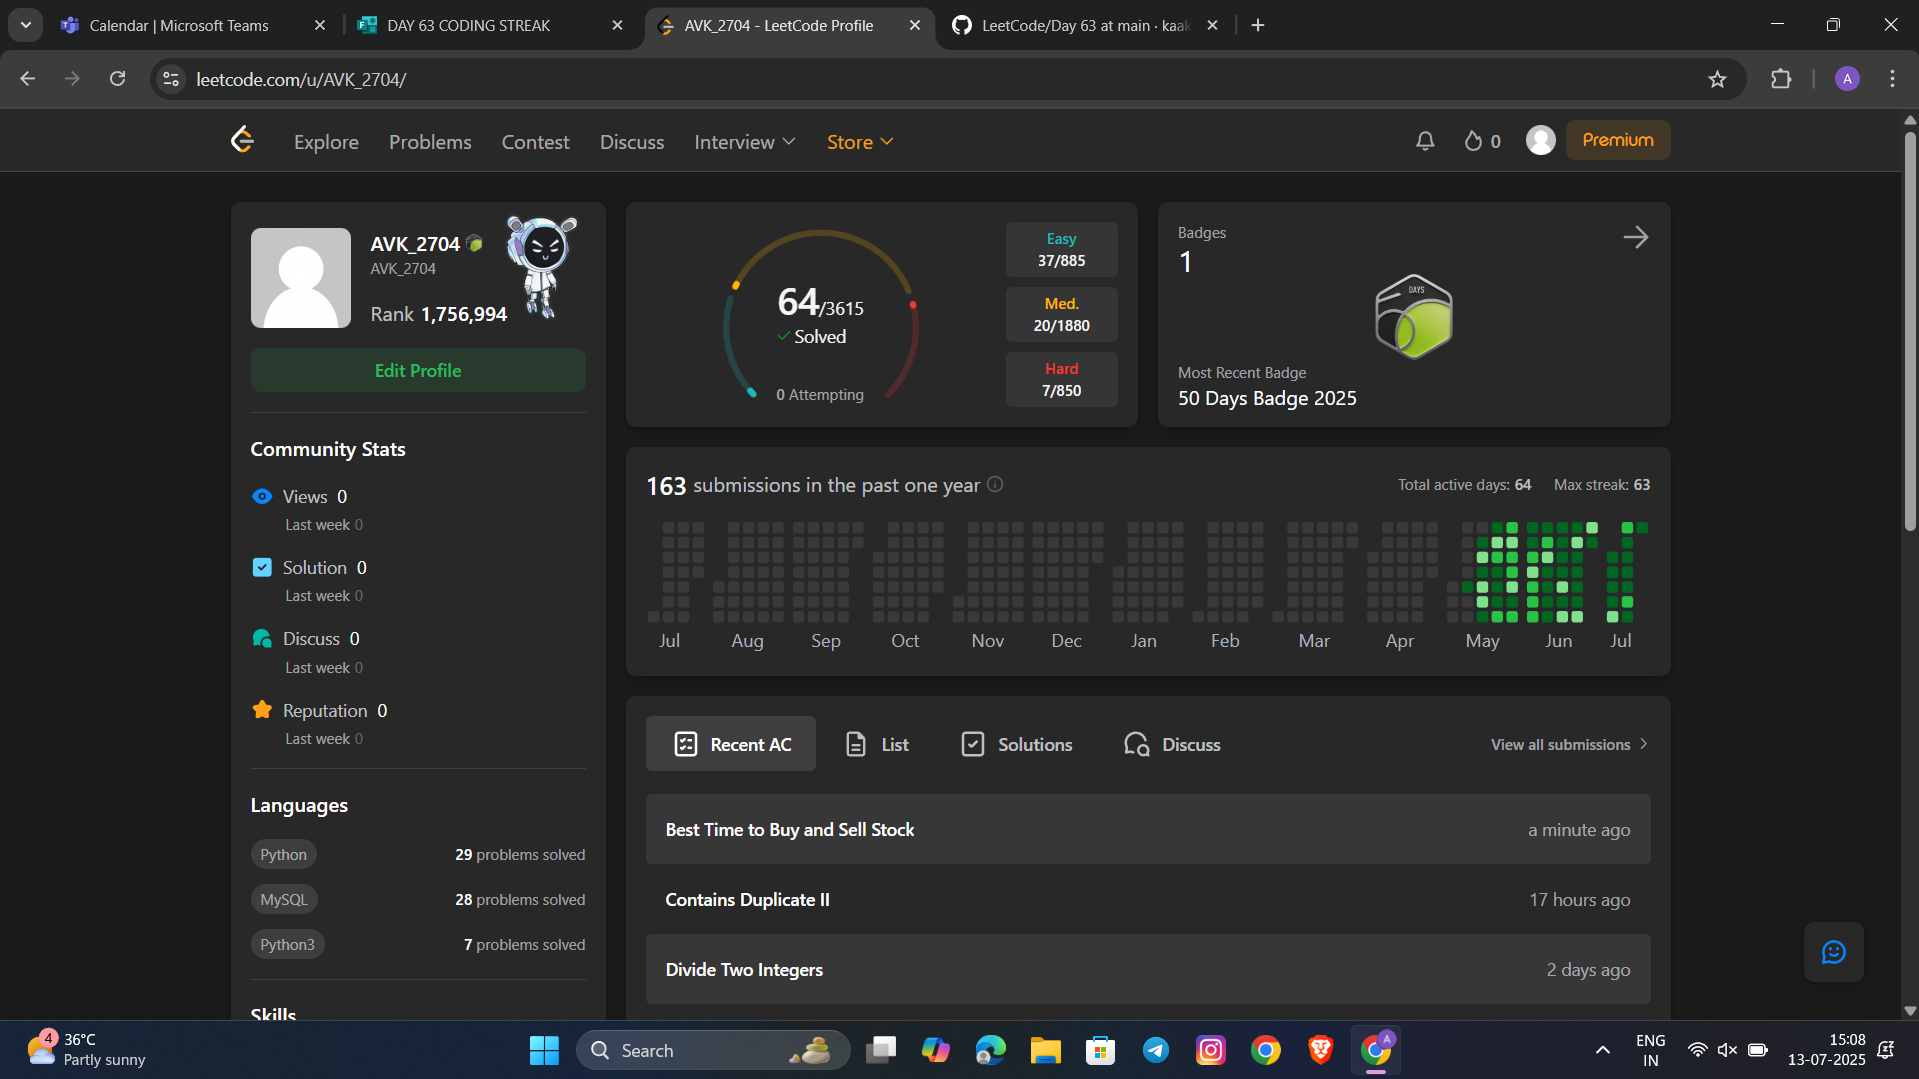 Calendar | Microsoft Teams
DAY 63 CODING STREAK
AVK_2704 - LeetCode Profile
LeetCode/Day 63 at main · kaak
leetcode.com/u/AVK_2704/
A
Explore
Problems
Contest
Discuss
Interview
Store
0
Premium
AVK_2704
AVK_2704
Rank 1,756,994
Edit Profile
Community Stats
Views 0
Last week 0
Solution 0
Last week 0
Discuss 0
Last week 0
Reputation 0
Last week 0
Languages
Python
29 problems solved
MySQL
28 problems solved
Python3
7 problems solved
Skills
64/3615
Solved
0 Attempting
Easy
37/885
Med.
20/1880
Hard
7/850
Badges
1
DAYS
Most Recent Badge
50 Days Badge 2025
163 submissions in the past one year
Total active days: 64
Max streak: 63
Jul
Aug
Sep
Oct
Nov
Dec
Jan
Feb
Mar
Apr
May
Jun
Jul
Recent AC
List
Solutions
Discuss
View all submissions
Best Time to Buy and Sell Stock
a minute ago
Contains Duplicate II
17 hours ago
Divide Two Integers
2 days ago
4
36°C
Partly sunny
Search
A
ENG
IN
15:08
13-07-2025